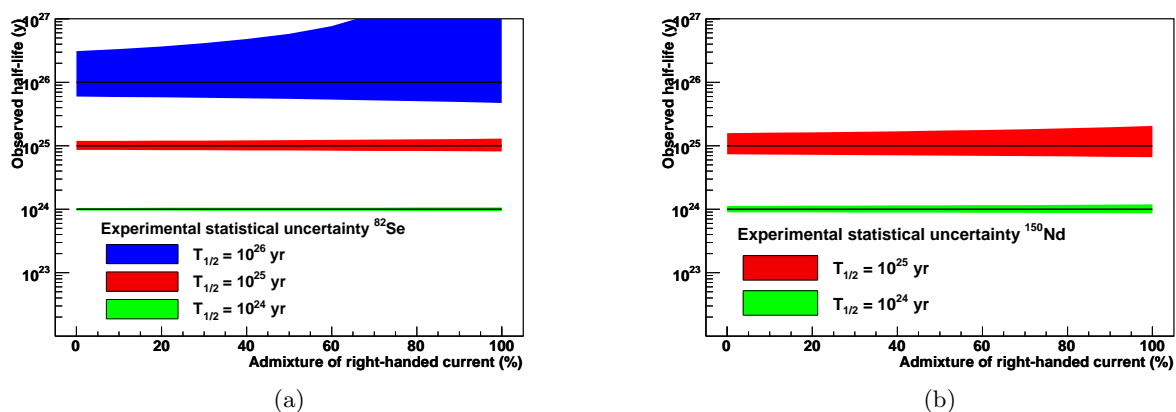 Observed half-life (y)
10^27
10^26
10^25
10^24
10^23
Experimental statistical uncertainty ^82Se
T_1/2 = 10^26 yr
T_1/2 = 10^25 yr
T_1/2 = 10^24 yr
0 20 40 60 80 100
Admixture of right-handed current (%)
(a)
Observed half-life (y)
10^27
10^26
10^25
10^24
10^23
Experimental statistical uncertainty ^150Nd
T_1/2 = 10^25 yr
T_1/2 = 10^24 yr
0 20 40 60 80 100
Admixture of right-handed current (%)
(b)